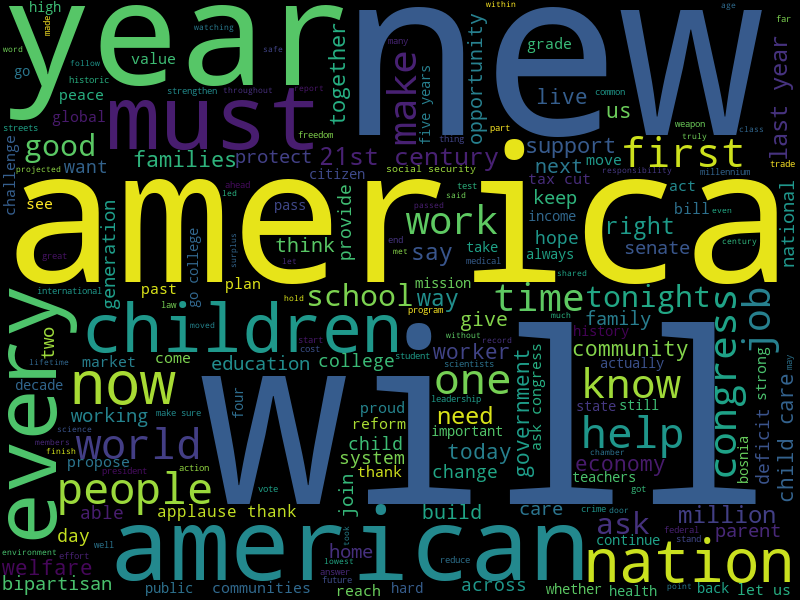 high
year
new
within
age
made
many
watching
safe
word
value
together
opportunity
grade
far
go
follow
historic
must
make
five years
live
us
last year
peace
strengthen throughout report
global
streets
good
freedom
thing
part
common
weapon
truly
class
challenge
want
families
protect
21st century
support
first
next
move
trade
projected
citizen
social security
tax cut
act
millennium
responsibility
america
see
ahead
led
pass
test
said
passed
income
keep
bill
even
national
generation
provide
work
right
century
great
think
say
take
hope
senate
go college
surplus
let
end
met
medical
always
shared
international
past
plan
mission
law
hold
program
school
way
time
tonight
job
every
children
moved
start
cost
much
without
record
give
family
history
congress
two
lifetime
market
come
education
college
student
worker
scientists
government
ask congress
community
actually
strong
may
decade
now
four
will
one
know
child care
working
make sure
proud
leadership
need
state
still
deficit
science
members
finish
world
reform
child
important
help
bosnia
propose
president
action
system
today
chamber
economy
people
thank
change
teachers
able
vote
join
care
crime
door
got
million
applause thank
build
ask
parent
day
american
continue
federal
stand
environment
effort
well
took
lowest
home
reduce
nation
welfare
answer
future
bipartisan
public
communities
reach
hard
across
whether
health
point
back
let us